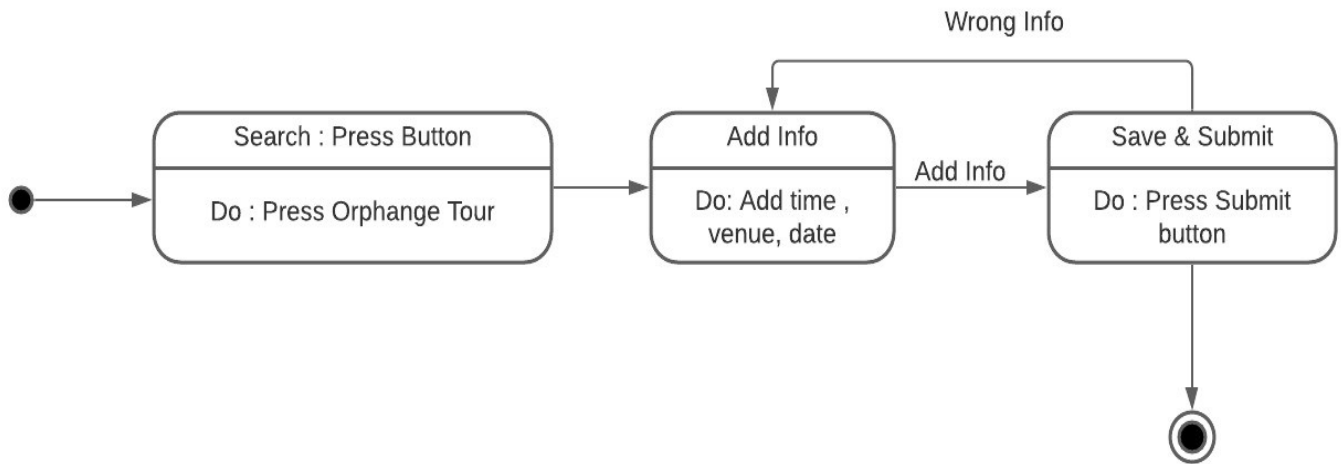 Wrong Info
Search : Press Button
Do : Press Orphange Tour
Add Info
Do: Add time ,
venue, date
Add Info
Save & Submit
Do : Press Submit
button